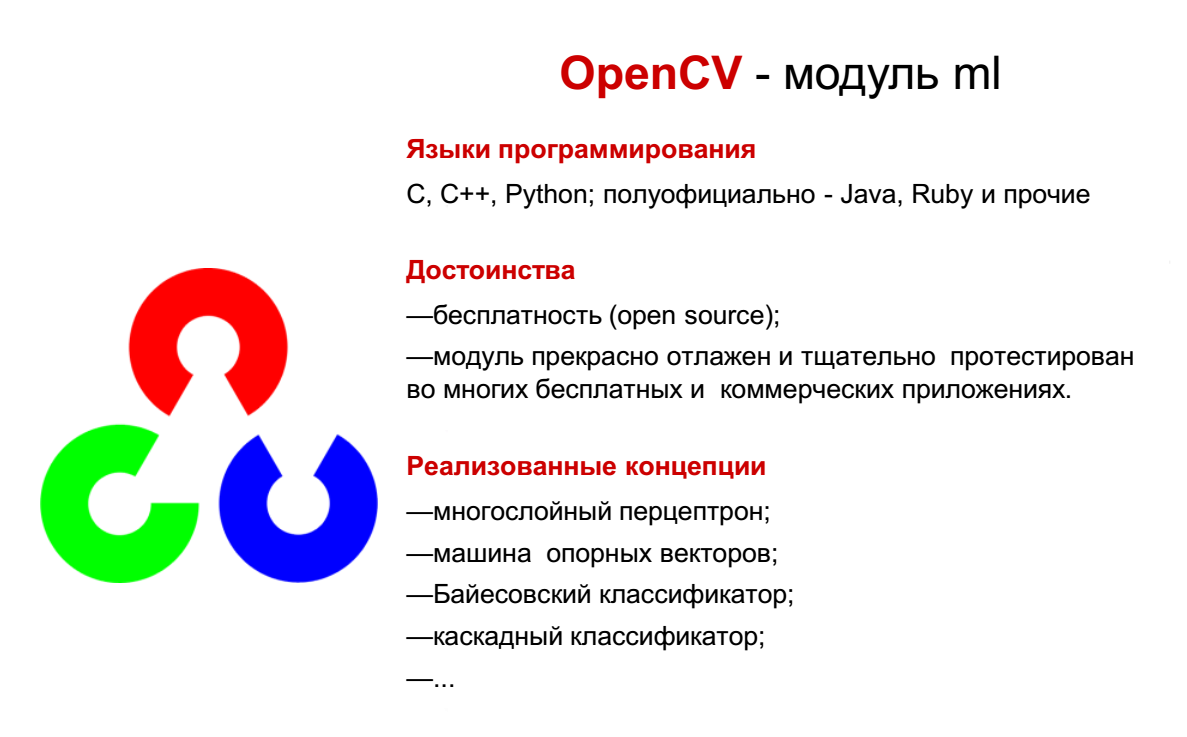 OpenCV - модуль ml
Языки программирования
C, C++, Python; полуофициально - Java, Ruby и прочие
Достоинства
—бесплатность (open source);
—модуль прекрасно отлажен и тщательно протестирован
во многих бесплатных и коммерческих приложениях.
Реализованные концепции
—многослойный перцептрон;
—машина опорных векторов;
—Байесовский классификатор;
—каскадный классификатор;
—...